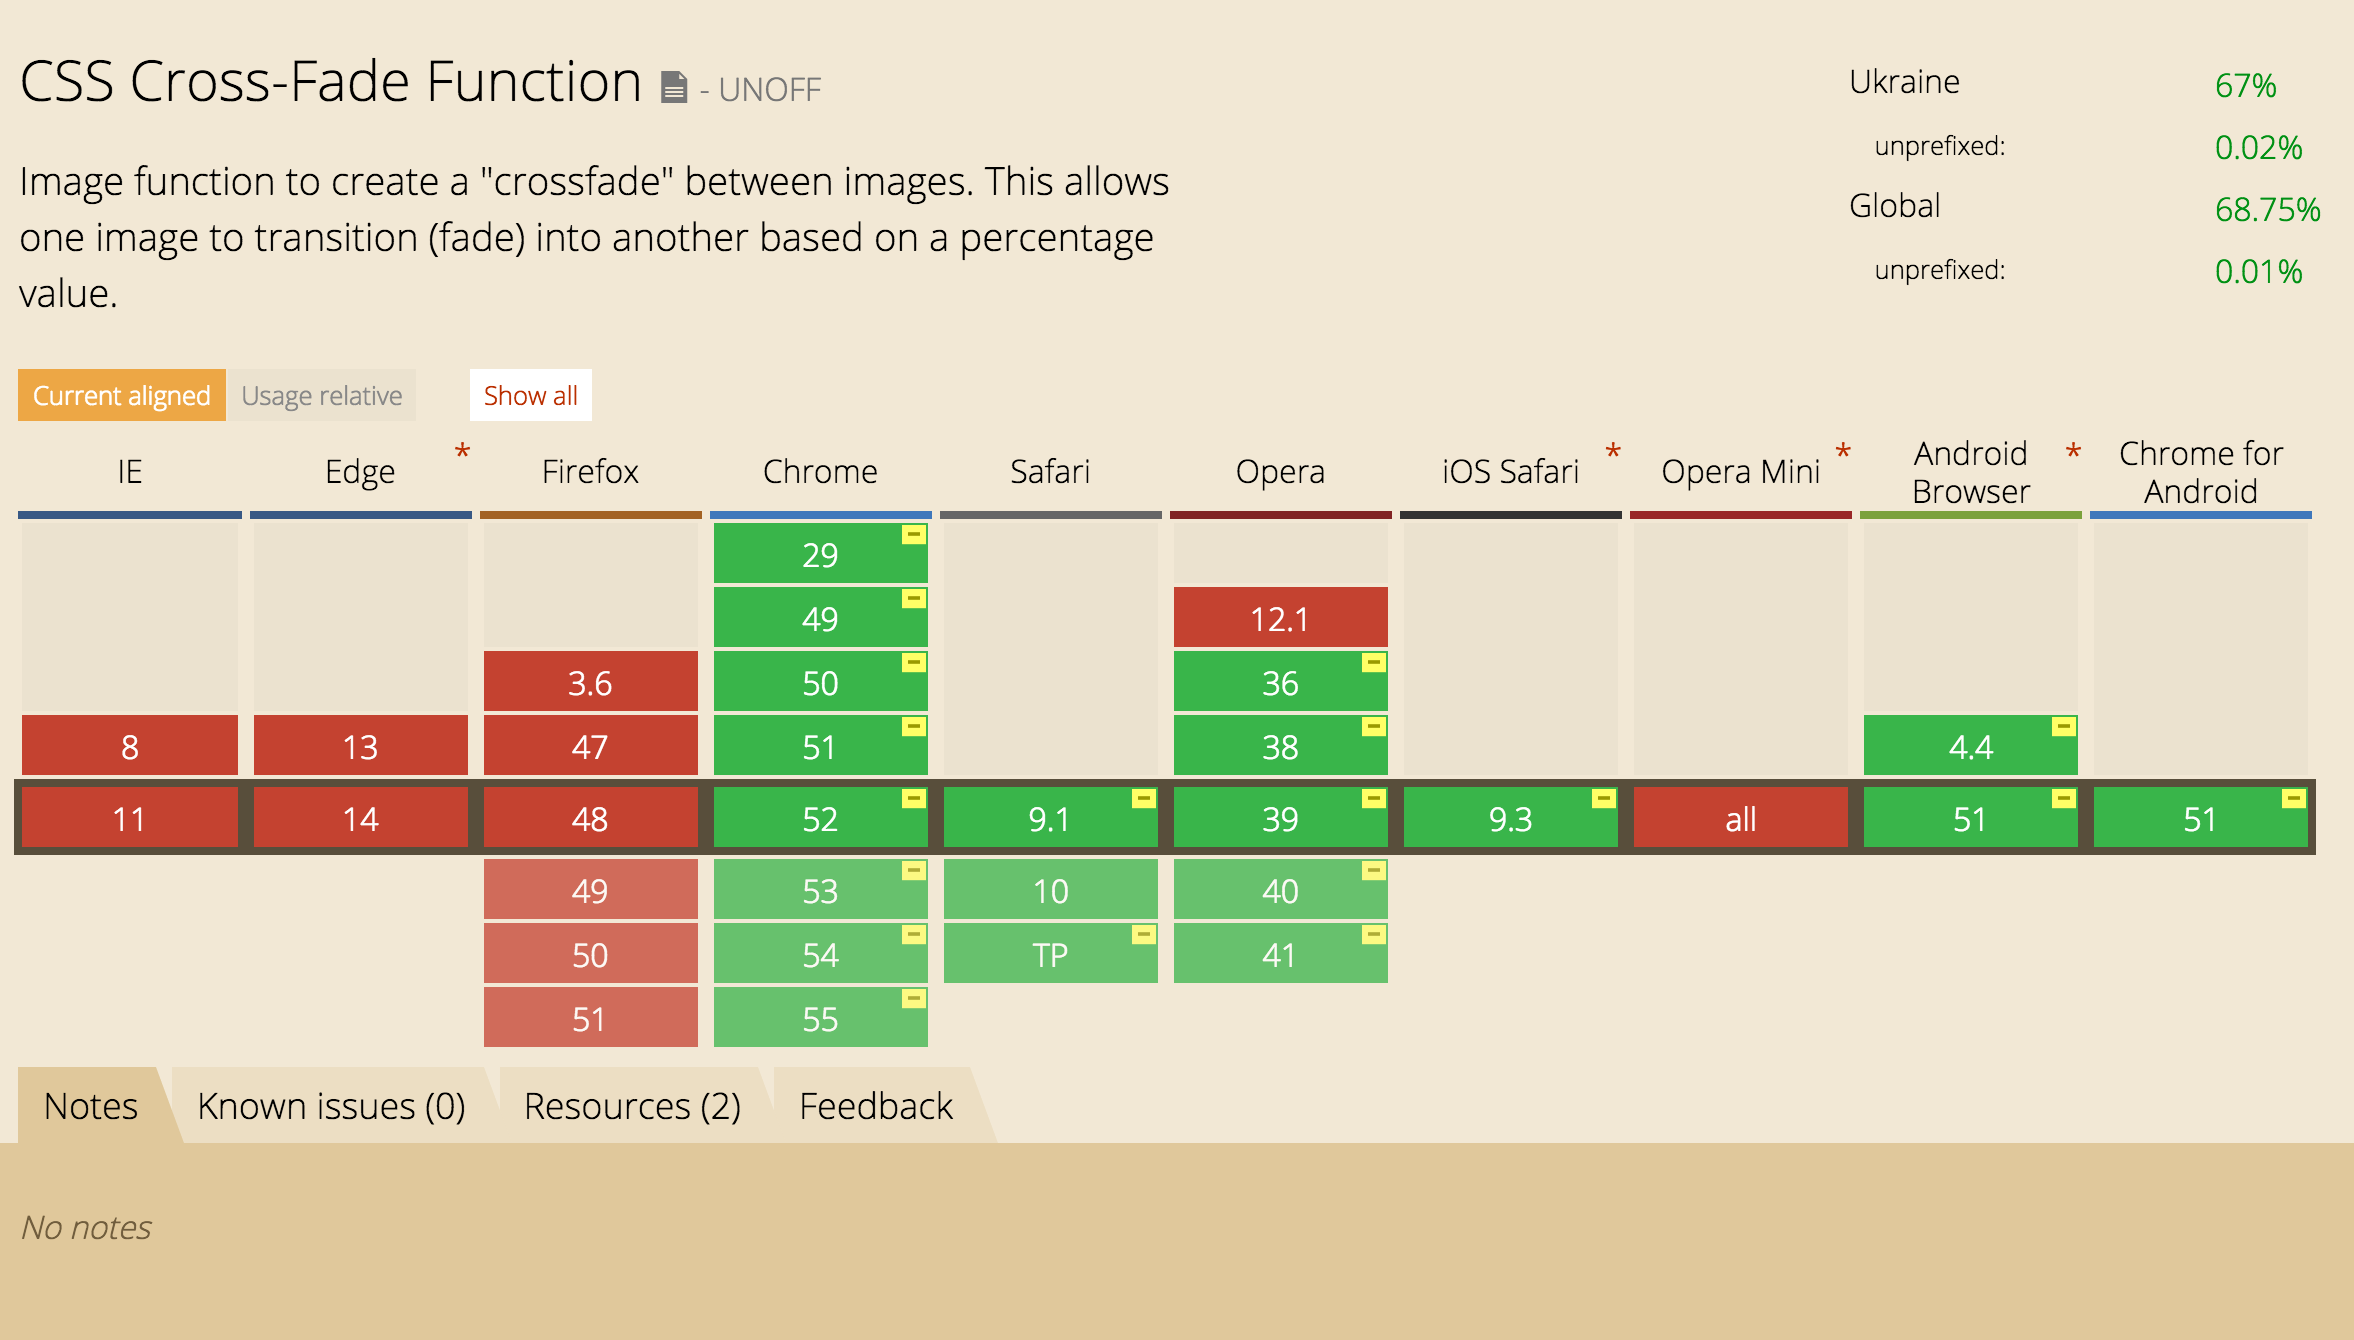 CSS Cross-Fade Function - UNOFF
Image function to create a "crossfade" between images. This allows
one image to transition (fade) into another based on a percentage
value.
Ukraine 67%
unprefixed: 0.02%
Global 68.75%
unprefixed: 0.01%
Current aligned Usage relative Show all
IE Edge * Firefox Chrome Safari Opera iOS Safari * Opera Mini * Android Browser * Chrome for Android
29
49 12.1
3.6 50 36
8 13 47 51 38 4.4
11 14 48 52 9.1 39 9.3 all 51 51
49 53 10 40
50 54 TP 41
51 55
Notes Known issues (0) Resources (2) Feedback
No notes